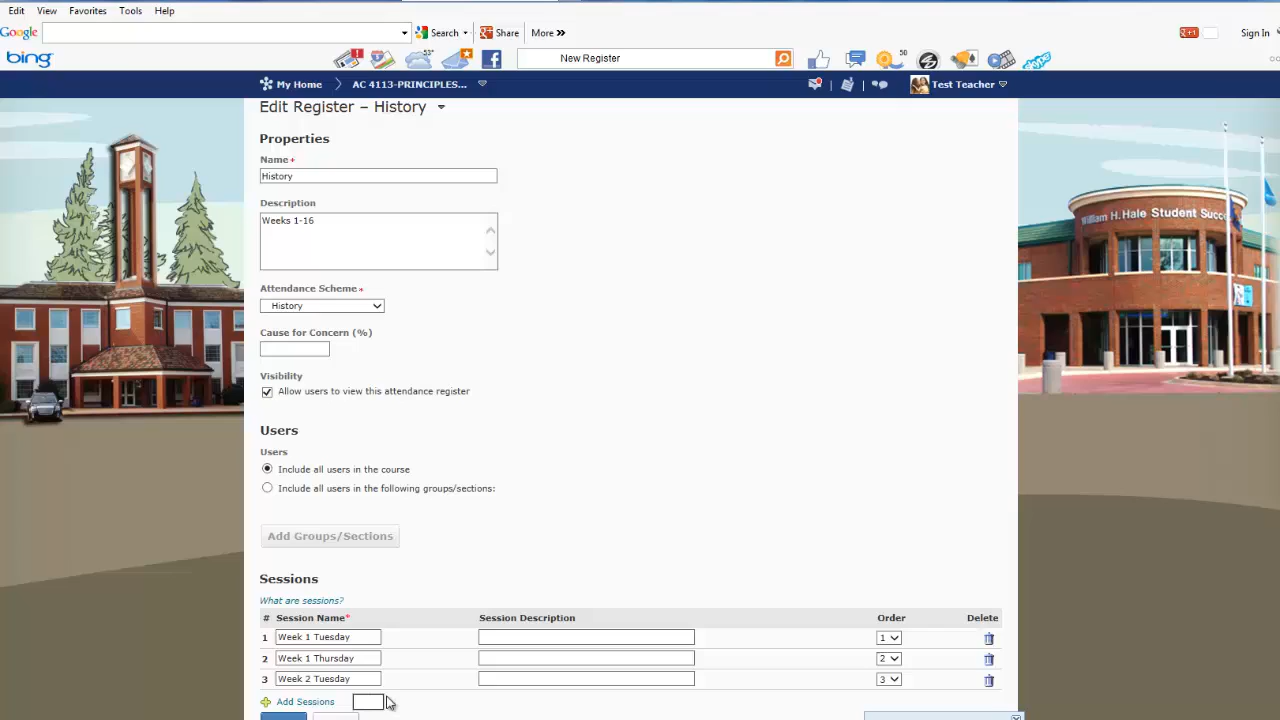 Edit View Favorites Tools Help
Google Search Share More » +1 Sign In
bing 53° New Register 50 skype
My Home AC 4113-PRINCIPLES... Test Teacher
Edit Register – History
William H. Hale Student Succ
Properties
Name *
History
Description
Weeks 1-16
Attendance Scheme *
History
Cause for Concern (%)
Visibility
Allow users to view this attendance register
Users
Users
Include all users in the course
Include all users in the following groups/sections:
Add Groups/Sections
Sessions
What are sessions?
# Session Name* Session Description Order Delete
1 Week 1 Tuesday 1
2 Week 1 Thursday 2
3 Week 2 Tuesday 3
Add Sessions